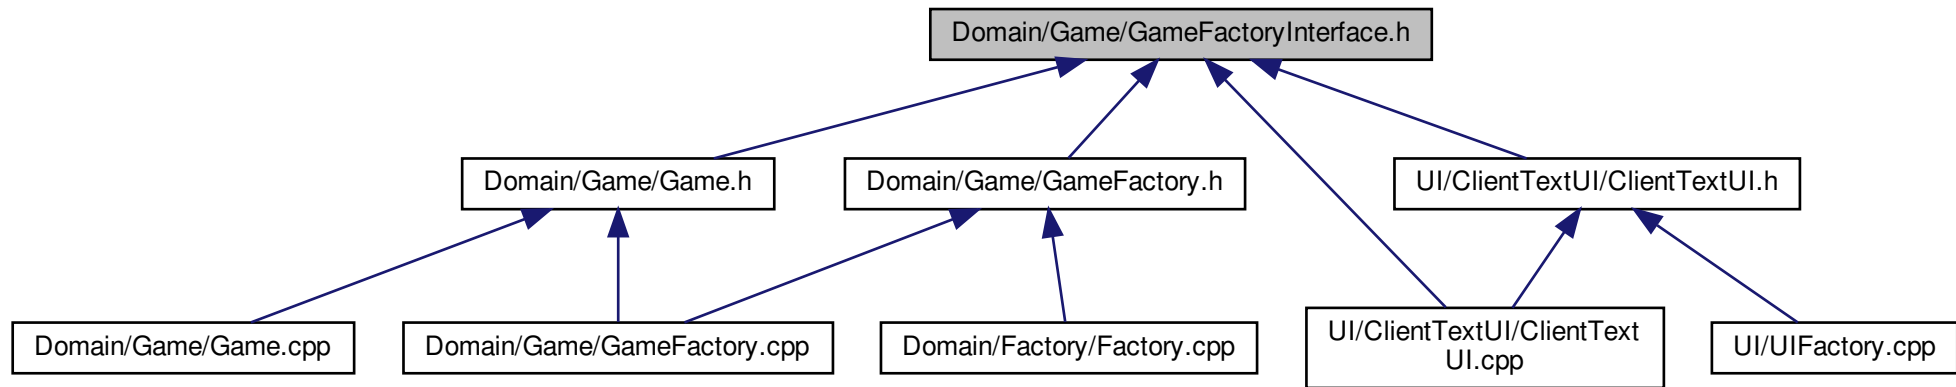 Domain/Game/GameFactoryInterface.h
Domain/Game/Game.h
Domain/Game/GameFactory.h
UI/ClientTextUI/ClientTextUI.h
Domain/Game/Game.cpp
Domain/Game/GameFactory.cpp
Domain/Factory/Factory.cpp
UI/ClientTextUI/ClientText
UI.cpp
UI/UIFactory.cpp